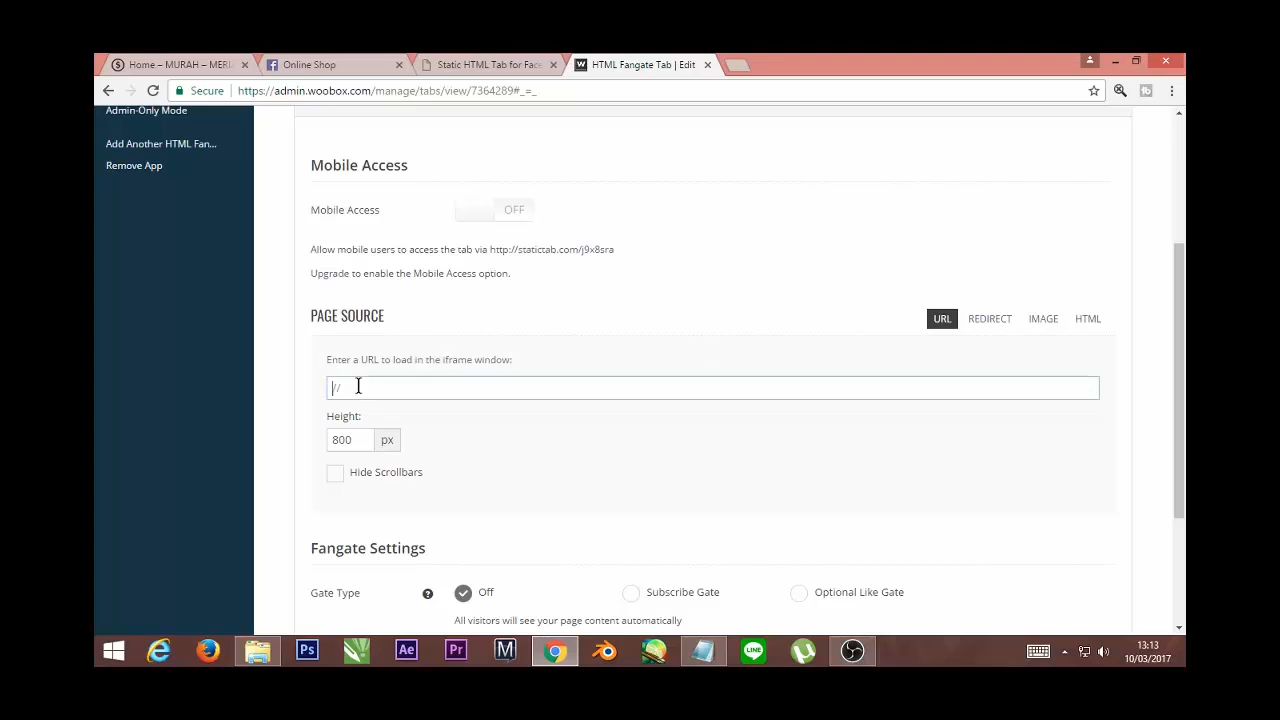 Home – MURAH – MERI
Online Shop
Static HTML Tab for Face
HTML Fangate Tab | Edit
Secure
https://admin.woobox.com/manage/tabs/view/7364289#_=_
Admin-Only Mode
Add Another HTML Fan...
Remove App
Mobile Access
Mobile Access
OFF
Allow mobile users to access the tab via http://statictab.com/j9x8sra
Upgrade to enable the Mobile Access option.
PAGE SOURCE
URL
REDIRECT
IMAGE
HTML
Enter a URL to load in the iframe window:
//
Height:
800
px
Hide Scrollbars
Fangate Settings
Gate Type
?
Off
Subscribe Gate
Optional Like Gate
All visitors will see your page content automatically
Ps
Ae
Pr
M
LINE
13:13
10/03/2017